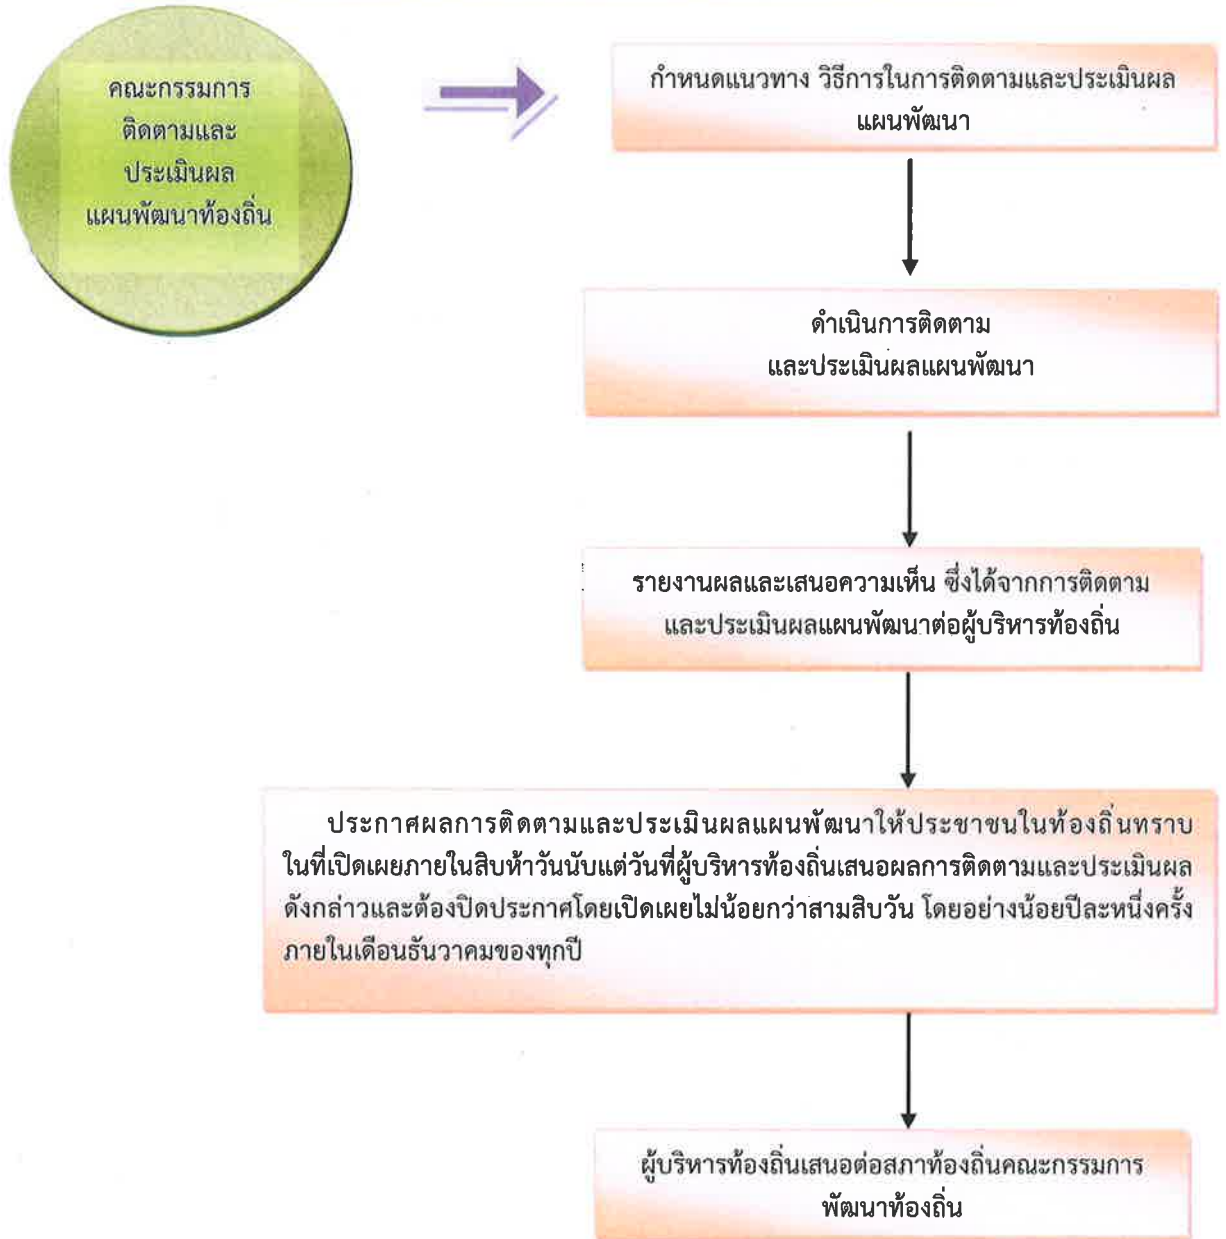 คณะกรรมการ
ติดตามและ
ประเมินผล
แผนพัฒนาท้องถิ่น
กำหนดแนวทาง วิธีการในการติดตามและประเมินผล
แผนพัฒนา
ดำเนินการติดตาม
และประเมินผลแผนพัฒนา
รายงานผลและเสนอความเห็น ซึ่งได้จากการติดตาม
และประเมินผลแผนพัฒนาต่อผู้บริหารท้องถิ่น
ประกาศผลการติดตามและประเมินผลแผนพัฒนาให้ประชาชนในท้องถิ่นทราบ
ในที่เปิดเผยภายในสิบห้าวันนับแต่วันที่ผู้บริหารท้องถิ่นเสนอผลการติดตามและประเมินผล
ดังกล่าวและต้องปิดประกาศโดยเปิดเผยไม่น้อยกว่าสามสิบวัน โดยอย่างน้อยปีละหนึ่งครั้ง
ภายในเดือนธันวาคมของทุกปี
ผู้บริหารท้องถิ่นเสนอต่อสภาท้องถิ่นคณะกรรมการ
พัฒนาท้องถิ่น